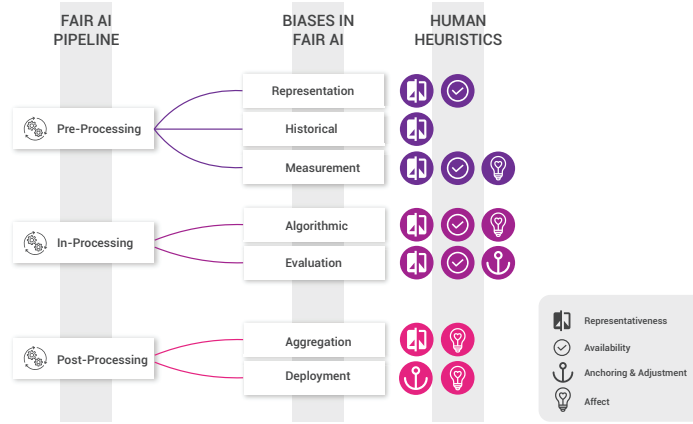 FAIR AI
PIPELINE
BIASES IN
FAIR AI
HUMAN
HEURISTICS
Pre-Processing
Representation
Historical
Measurement
In-Processing
Algorithmic
Evaluation
Post-Processing
Aggregation
Deployment
Representativeness
Availability
Anchoring & Adjustment
Affect